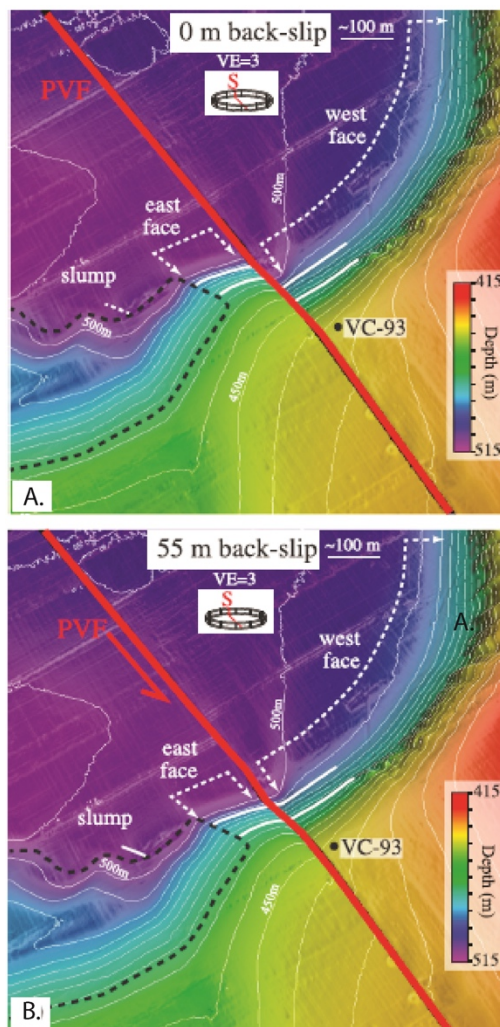 0 m back-slip
~100 m
VE=3
S
PVF
west
face
east
face
500m
slump
500m
VC-93
450m
415
Depth (m)
515
A.
55 m back-slip
~100 m
VE=3
S
PVF
A.
west
face
east
face
500m
slump
500m
VC-93
450m
415
Depth (m)
515
B.